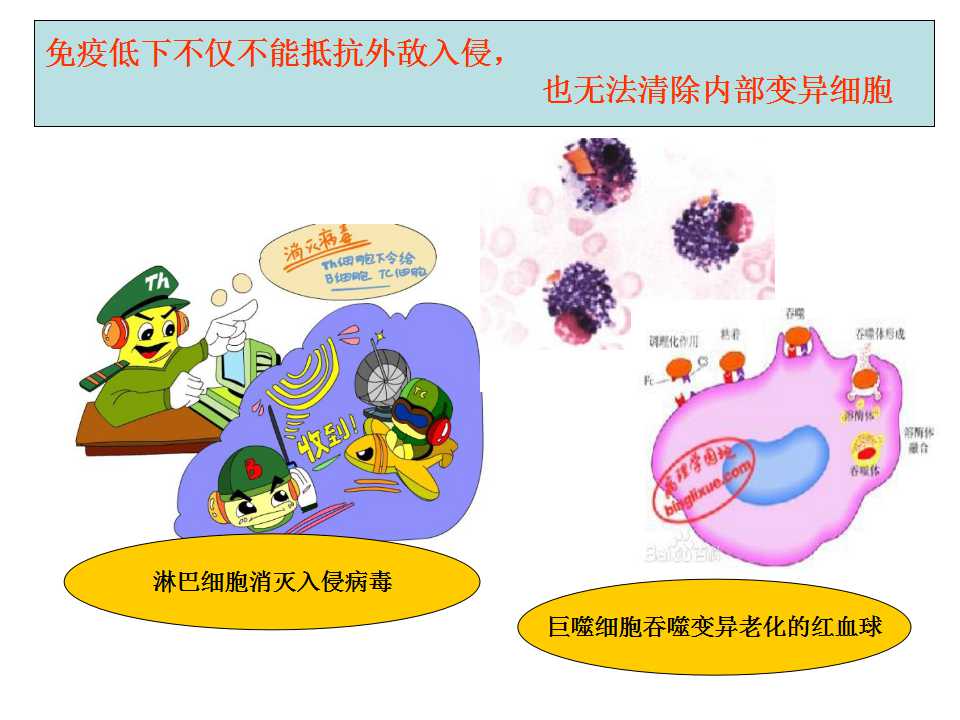 免疫低下不仅不能抵抗外敌入侵，
也无法清除内部变异细胞
消灭病毒
Th细胞下令给
B细胞 TC细胞
Th
收到!
TC
B
淋巴细胞消灭入侵病毒
调理化作用
粘着
吞噬
吞噬体形成
Fc
C3
溶酶体
溶酶体
融合
吞噬体
病理学园地
binglixue.com
Baidu百科
巨噬细胞吞噬变异老化的红血球